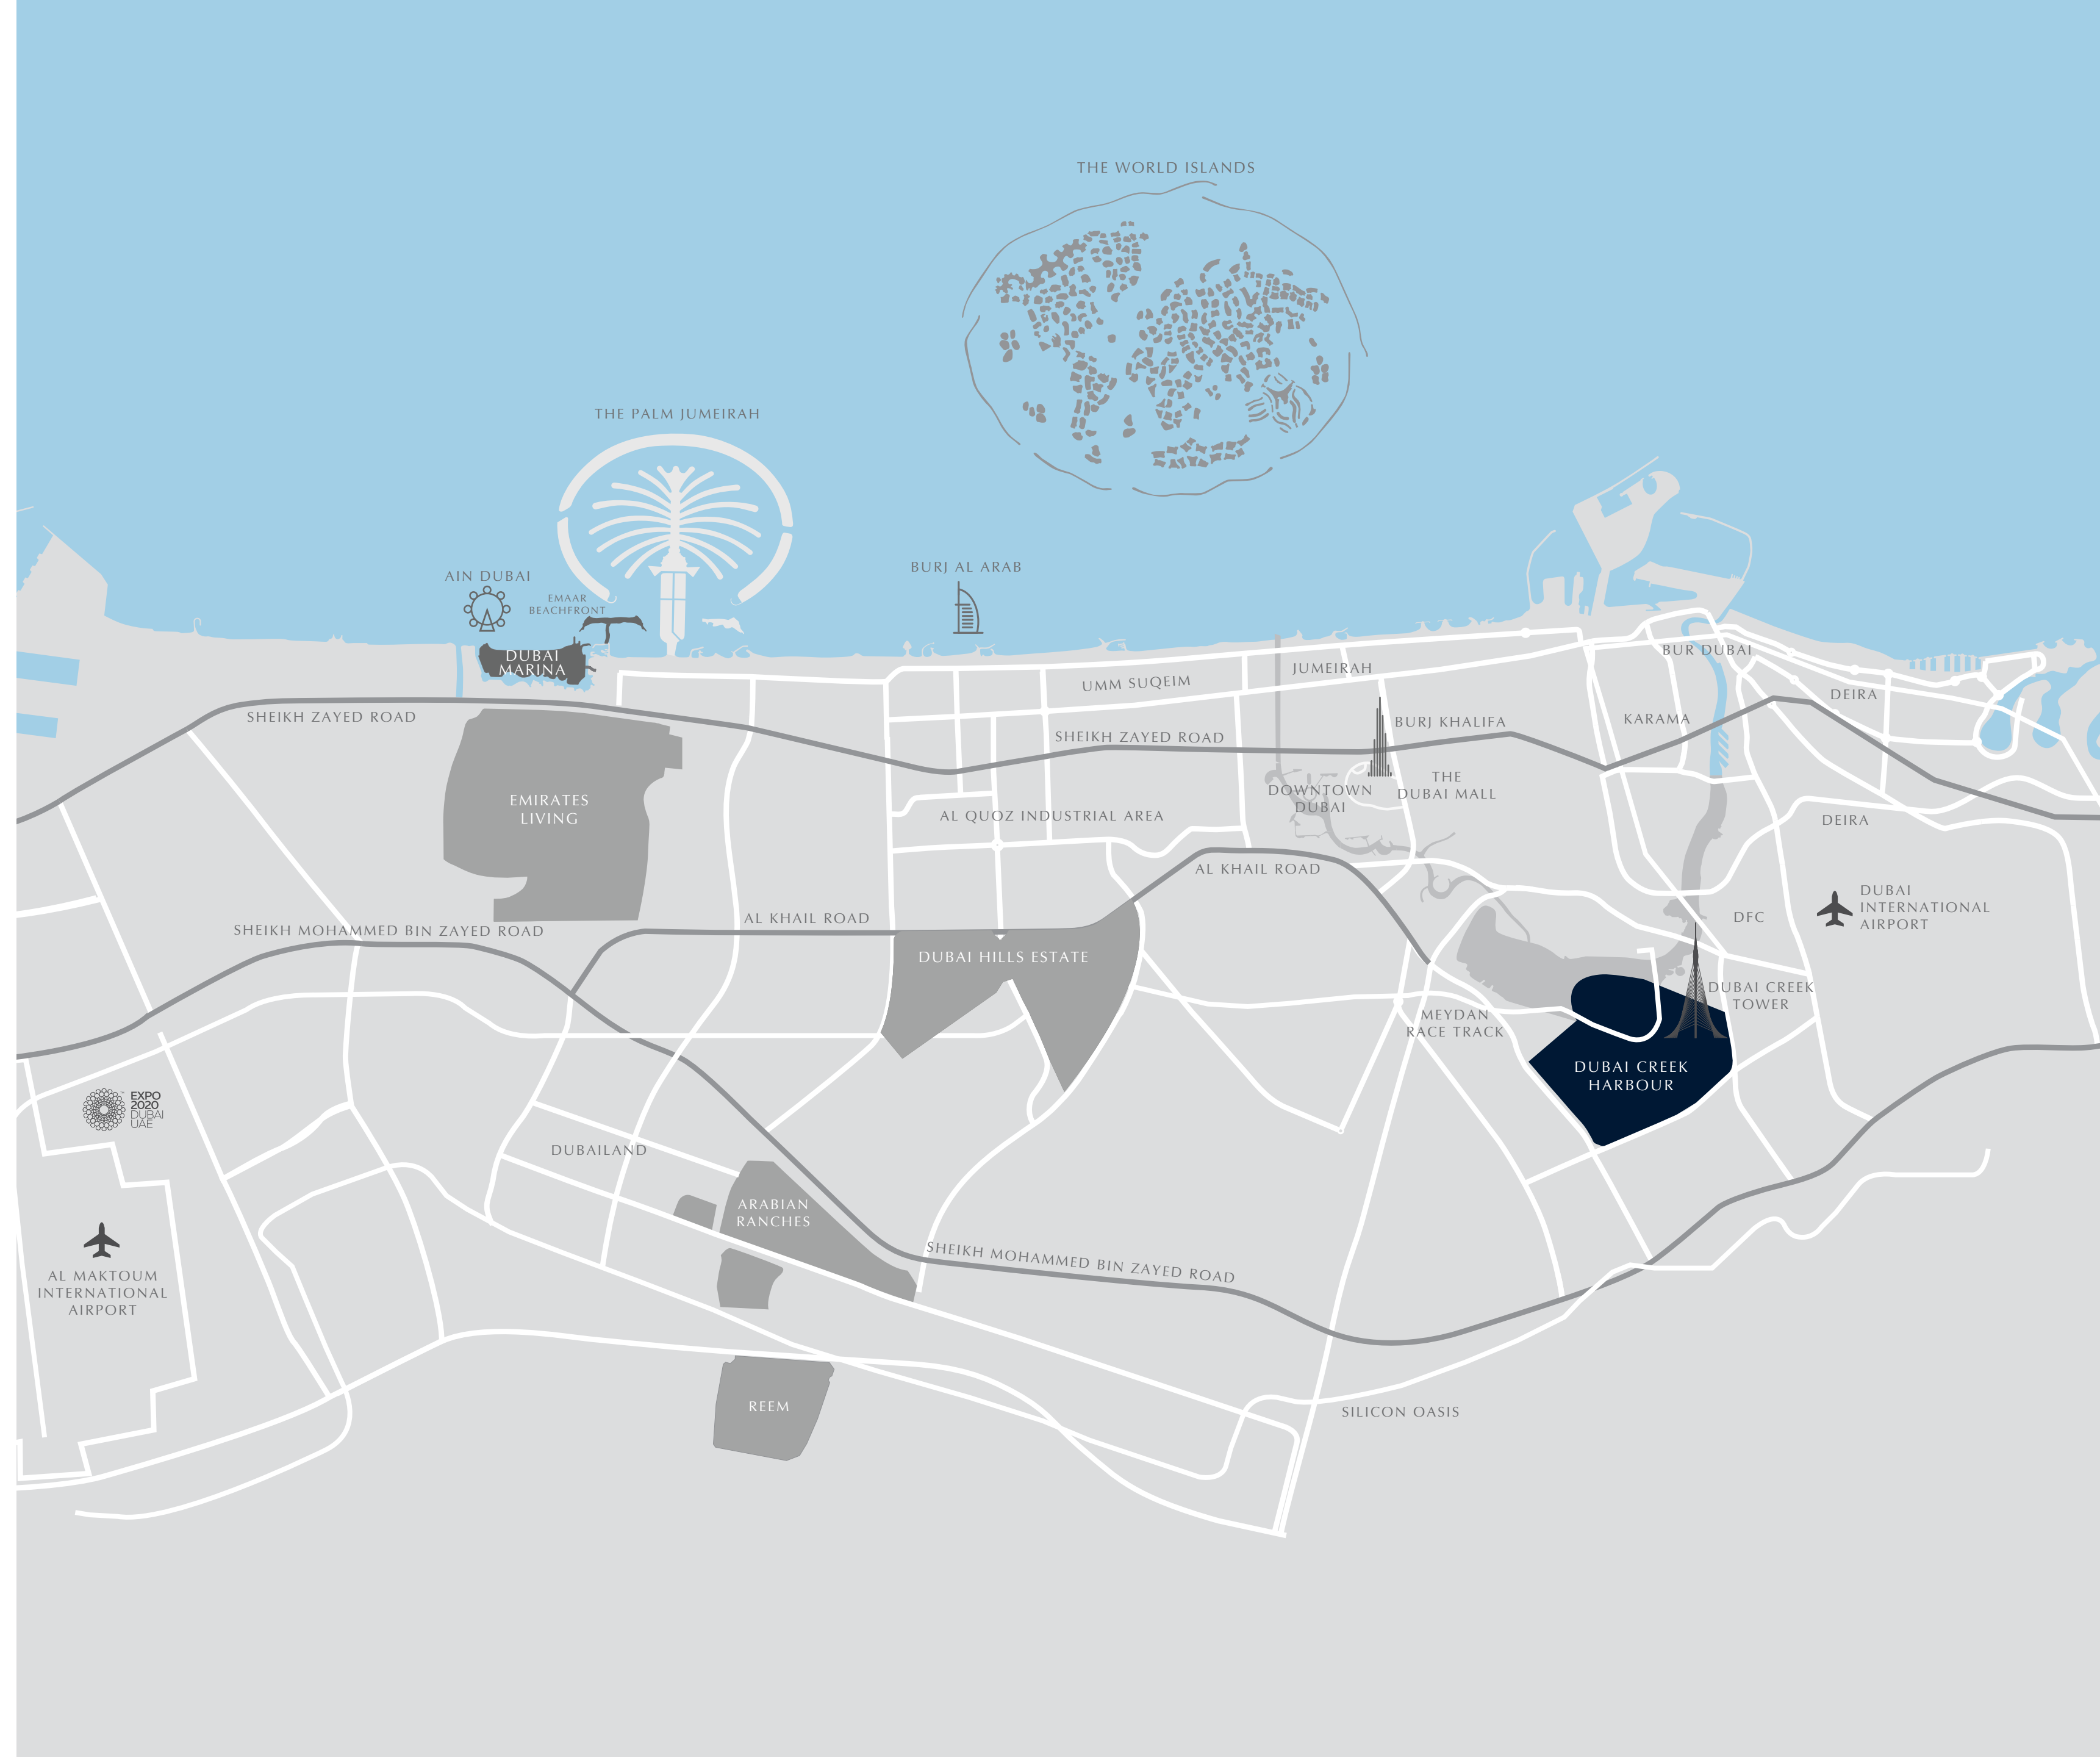 THE WORLD ISLANDS
THE PALM JUMEIRAH
BURJ AL ARAB
AIN DUBAI
EMAAR
BEACHFRONT
DUBAI
MARINA
BUR DUBAI
JUMEIRAH
UMM SUQEIM
DEIRA
SHEIKH ZAYED ROAD
KARAMA
BURJ KHALIFA
SHEIKH ZAYED ROAD
THE
DUBAI MALL
DOWNTOWN
DUBAI
EMIRATES
LIVING
AL QUOZ INDUSTRIAL AREA
DEIRA
AL KHAIL ROAD
DUBAI
INTERNATIONAL
AIRPORT
DFC
AL KHAIL ROAD
SHEIKH MOHAMMED BIN ZAYED ROAD
DUBAI HILLS ESTATE
DUBAI CREEK
TOWER
MEYDAN
RACE TRACK
DUBAI CREEK
HARBOUR
EXPO
2020
DUBAI
UAE
DUBAILAND
ARABIAN
RANCHES
SHEIKH MOHAMMED BIN ZAYED ROAD
AL MAKTOUM
INTERNATIONAL
AIRPORT
REEM
SILICON OASIS